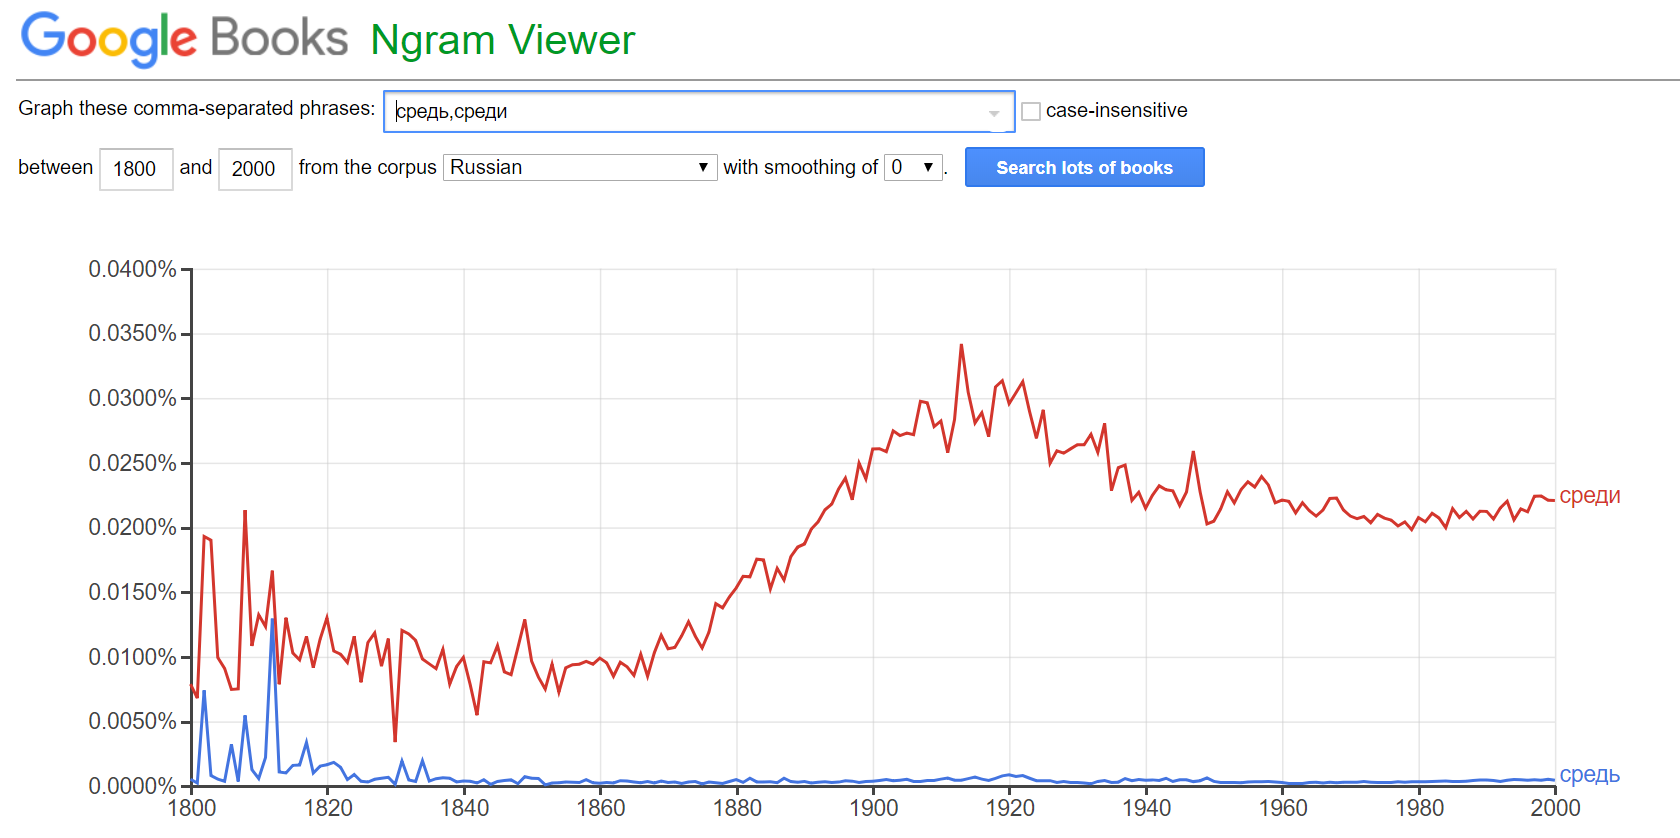 Google Books Ngram Viewer
Graph these comma-separated phrases: средь,среди case-insensitive
between 1800 and 2000 from the corpus Russian with smoothing of 0 . Search lots of books
0.0400%
0.0350%
0.0300%
0.0250%
0.0200%
0.0150%
0.0100%
0.0050%
0.0000%
среди
средь
1800 1820 1840 1860 1880 1900 1920 1940 1960 1980 2000